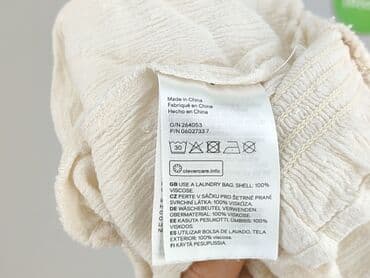 Made in China
Fabriqué en China
Hecho en China
O/N 264053
P/N 0602733 7
30
clevercare.info
GB USE A LAUNDRY BAG. SHELL: 100%
VISCOSE.
CZ PERTE V SÁČKU PRO ŠETRNÉ PRANÍ
SVRCHNÍ LÁTKA: 100% VISKÓZA.
DE WÄSCHEBEUTEL VERWENDEN.
OBERMATERIAL: 100% VISKOSE.
EE KASUTA PESUKOTTI. ÜMBRIS: 100%
VISKOOS.
ES UTILIZAR BOLSA DE LAVADO. TELA
EXTERIOR: 100% VISCOSE.
FI KÄYTÄ PESUPUSSIA.